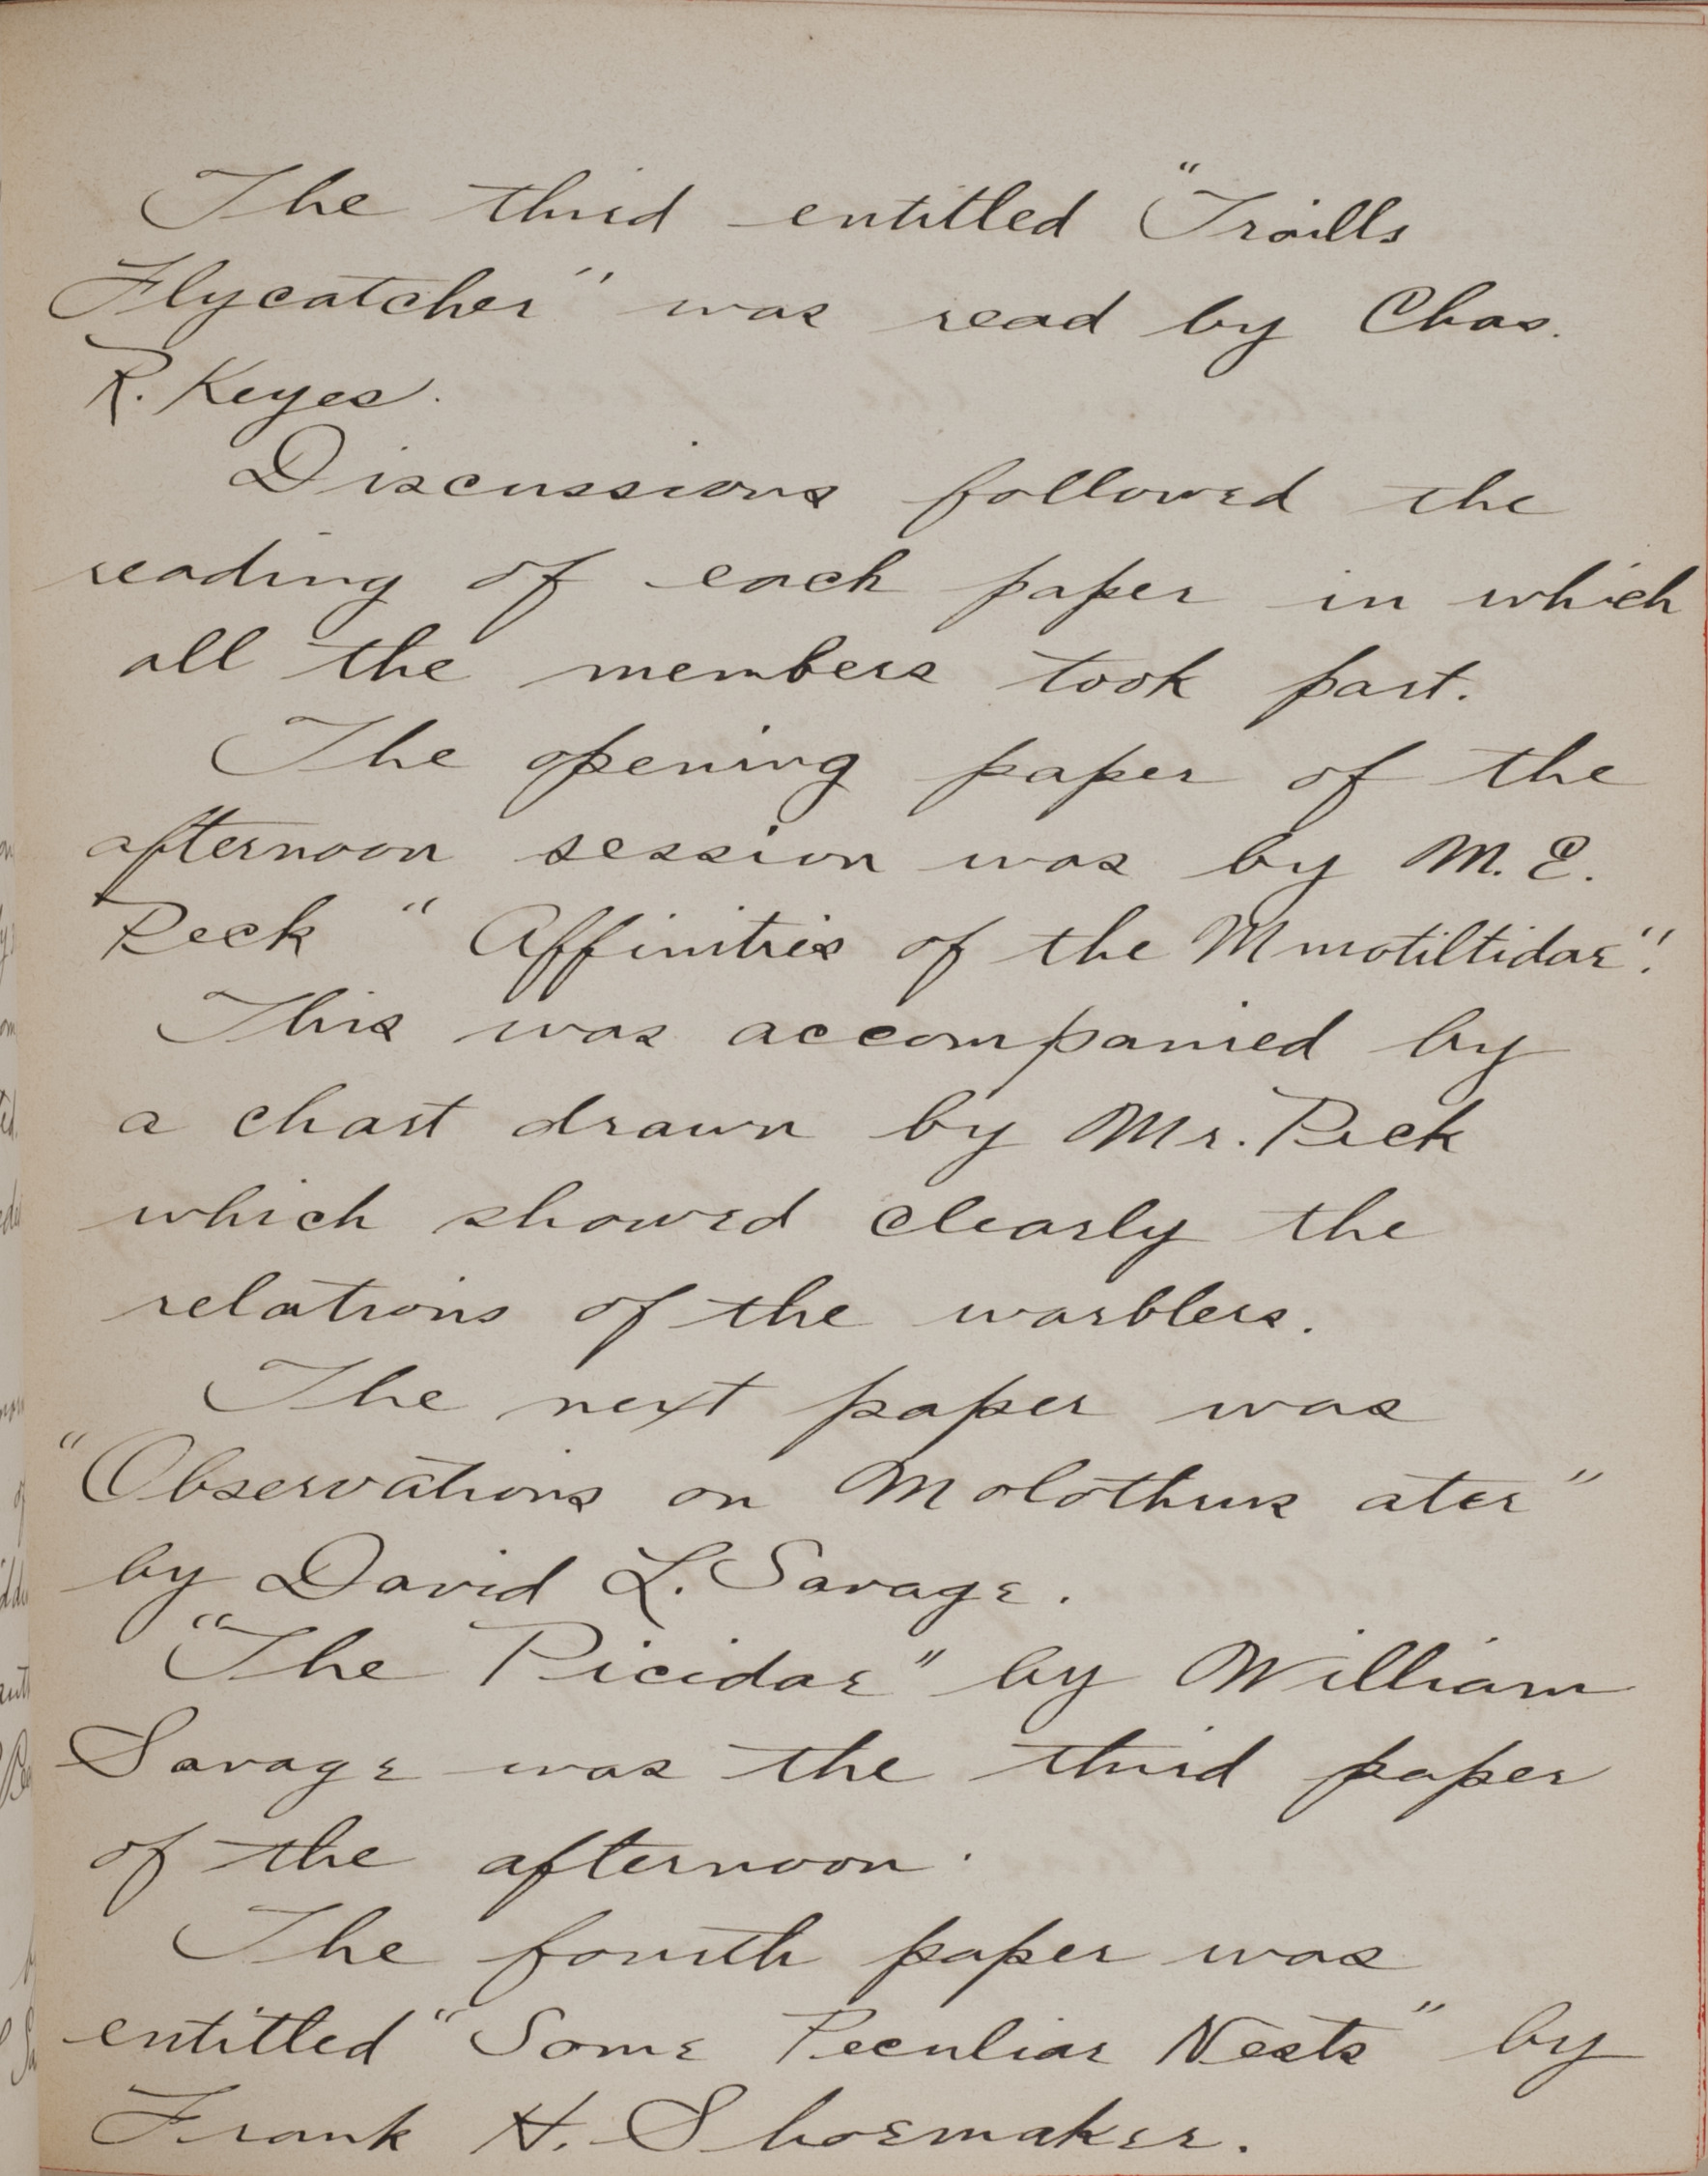 The third entitled "Traills
Flycatcher" was read by Chas.
R. Keyes.
Discussions followed the
reading of each paper in which
all the members took part.
The opening paper of the
afternoon session was by M. E.
Peck "Affinities of the Mmotiltidae".
This was accompanied by
a chart drawn by Mr. Peck
which showed clearly the
relations of the warblers.
The next paper was
"Observations on Molothrus ater"
by David L. Savage.
"The Picidae" by William
Savage was the third paper
of the afternoon.
The fourth paper was
entitled "Some Peculiar Nests" by
Frank H. Shoemaker.